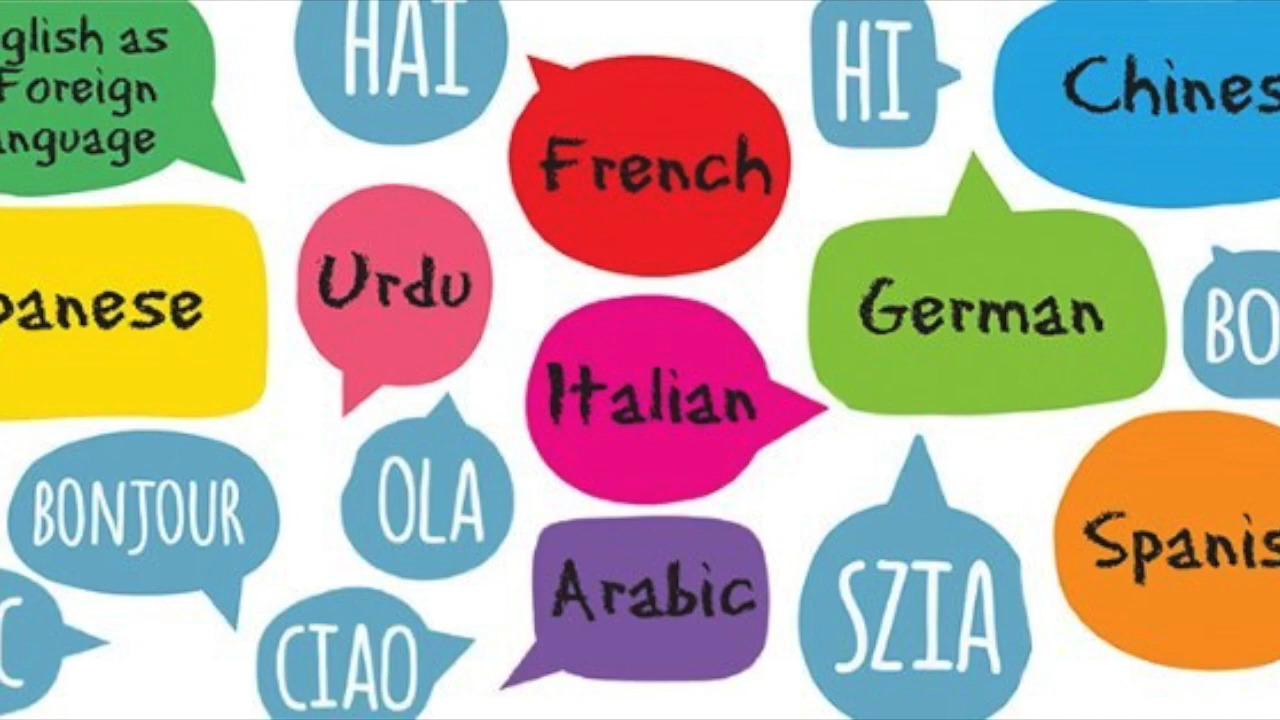 glish as
Foreign
nguage
HAI
French
HI
Chines
panese
Urdu
German
BO
Italian
BONJOUR
OLA
Spanis
Arabic
SZIA
C
CIAO